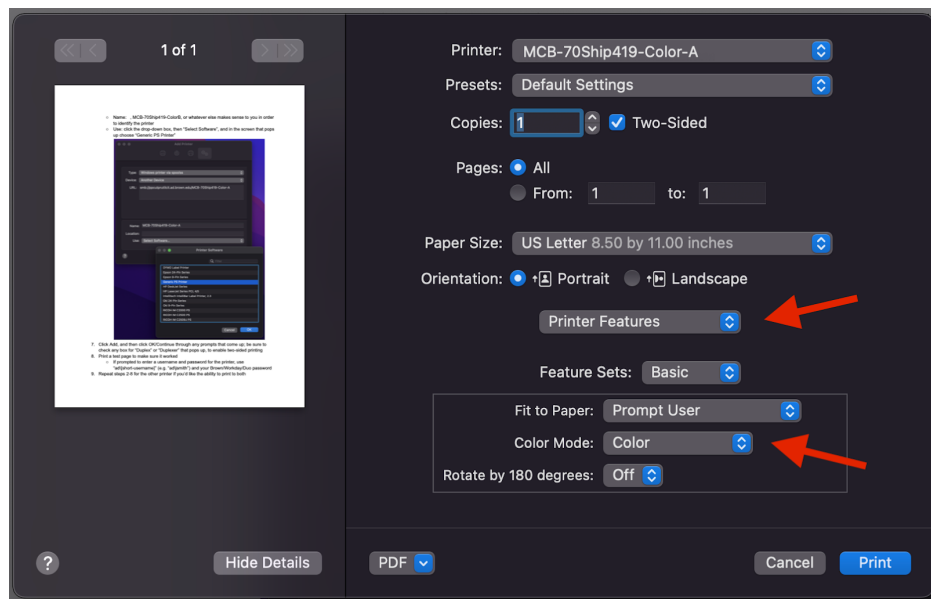 1 of 1
Name: , MCB-70Ship419-ColorB, or whatever else makes sense to you in order
to identify the printer
Use: click the drop-down box, then "Select Software", and in the screen that pops
up choose "Generic PS Printer"
7. Click Add, and then click OK/Continue through any prompts that come up; be sure to
check any box for "Duplex" or "Duplexer" that pops up, to enable two-sided printing
8. Print a test page to make sure it worked
If prompted to enter a username and password for the printer, use
"ad\[short-username]" (e.g. "ad\jsmith") and your Brown/Workday/Duo password
9. Repeat steps 2-8 for the other printer if you'd like the ability to print to both
? Hide Details
Printer: MCB-70Ship419-Color-A
Presets: Default Settings
Copies: 1 Two-Sided
Pages: All
From: 1 to: 1
Paper Size: US Letter 8.50 by 11.00 inches
Orientation: Portrait Landscape
Printer Features
Feature Sets: Basic
Fit to Paper: Prompt User
Color Mode: Color
Rotate by 180 degrees: Off
PDF Cancel Print